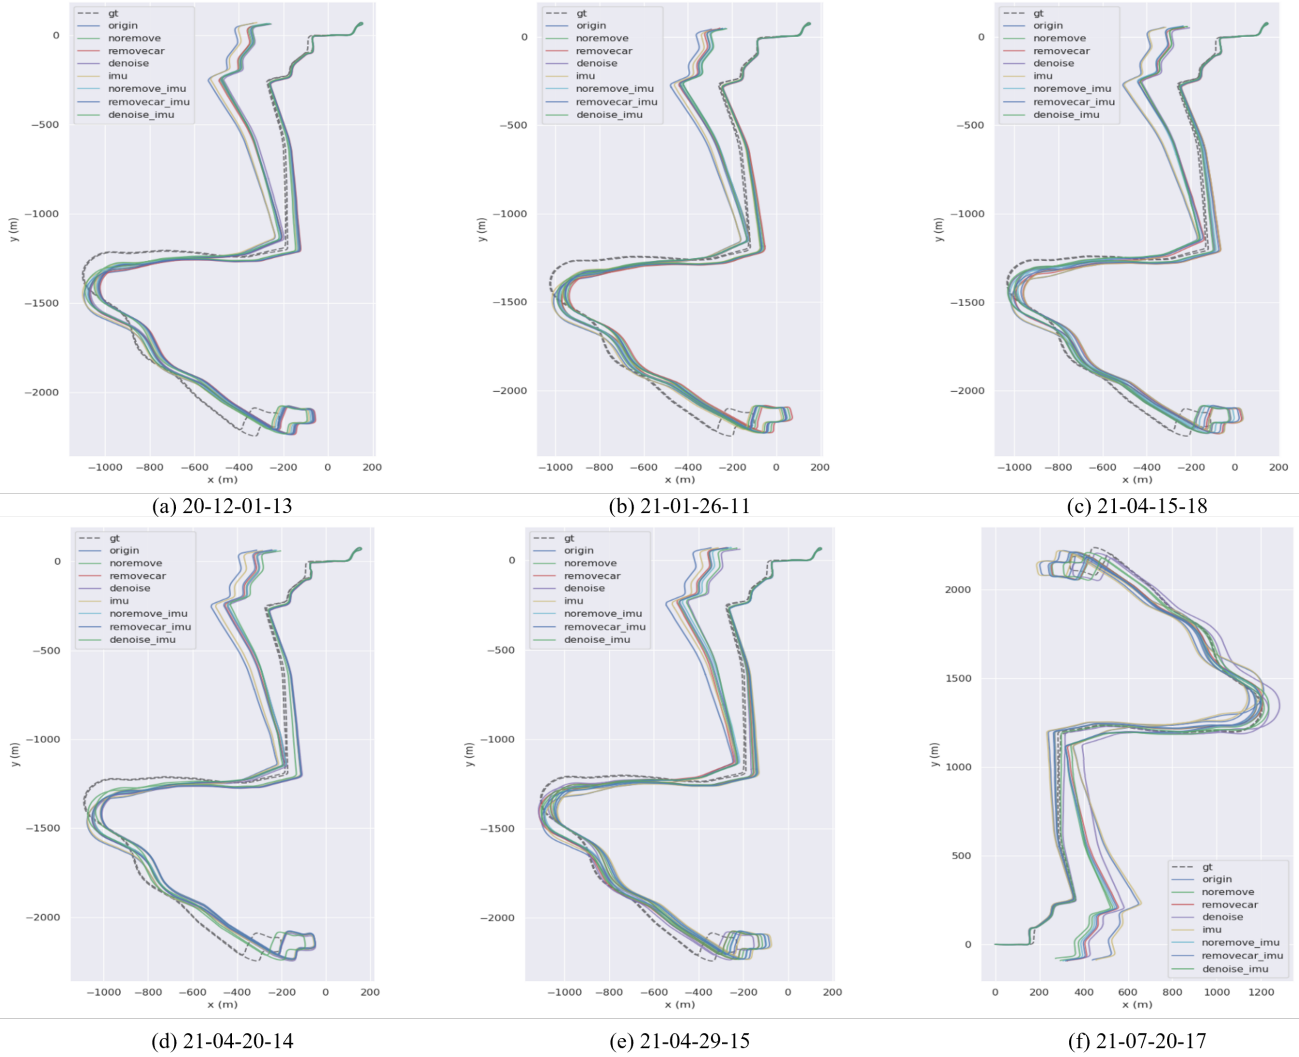 gt
origin
noremove
removecar
denoise
imu
noremove_imu
removecar_imu
denoise_imu
0
−500
−1000
−1500
−2000
y (m)
−1000 −800 −600 −400 −200 0 200
x (m)
(a) 20-12-01-13
gt
origin
noremove
removecar
denoise
imu
noremove_imu
removecar_imu
denoise_imu
0
−500
−1000
−1500
−2000
y (m)
−1000 −800 −600 −400 −200 0 200
x (m)
(b) 21-01-26-11
gt
origin
noremove
removecar
denoise
imu
noremove_imu
removecar_imu
denoise_imu
0
−500
−1000
−1500
−2000
y (m)
−1000 −800 −600 −400 −200 0
x (m)
(c) 21-04-15-18
gt
origin
noremove
removecar
denoise
imu
noremove_imu
removecar_imu
denoise_imu
0
−500
−1000
−1500
−2000
y (m)
−1000 −800 −600 −400 −200 0 200
x (m)
(d) 21-04-20-14
gt
origin
noremove
removecar
denoise
imu
noremove_imu
removecar_imu
denoise_imu
0
−500
−1000
−1500
−2000
y (m)
−1000 −800 −600 −400 −200 0 200
x (m)
(e) 21-04-29-15
2000
1500
1000
500
0
y (m)
gt
origin
noremove
removecar
denoise
imu
noremove_imu
removecar_imu
denoise_imu
0 200 400 600 800 1000 1200
x (m)
(f) 21-07-20-17